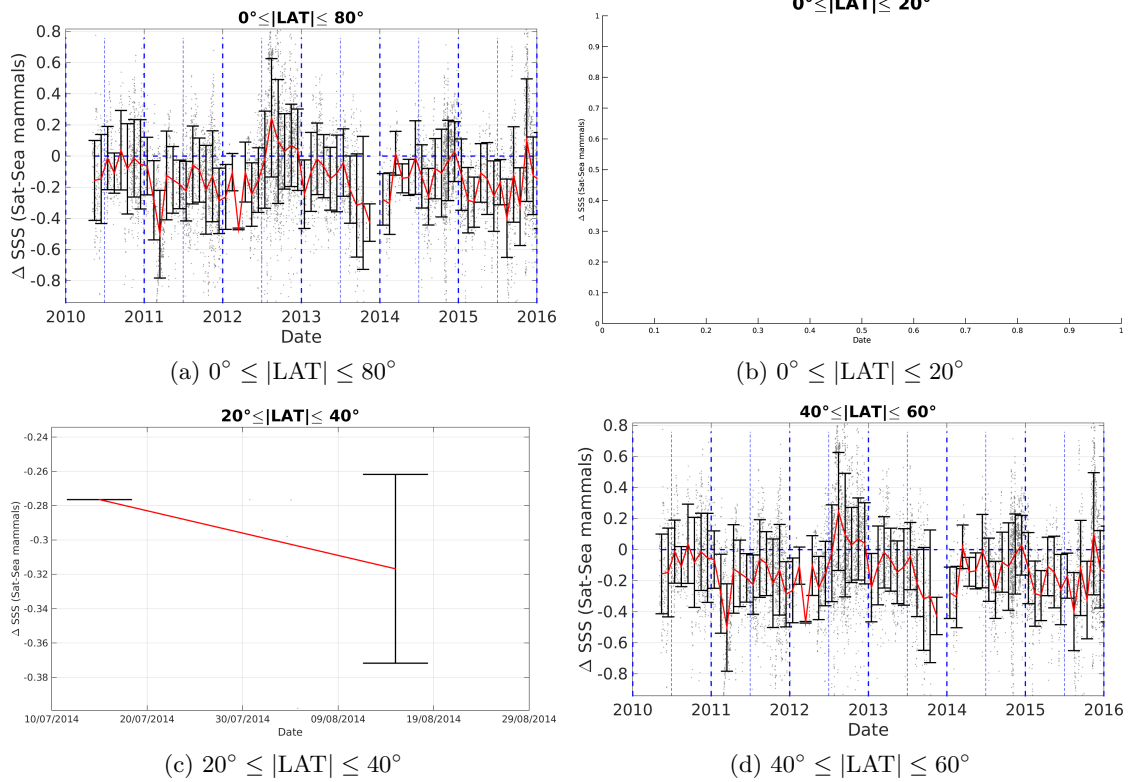 0°≤|LAT|≤ 80°
Δ SSS (Sat-Sea mammals)
0.8
0.6
0.4
0.2
0
-0.2
-0.4
-0.6
-0.8
2010 2011 2012 2013 2014 2015 2016
Date
(a) 0° ≤ |LAT| ≤ 80°
0°≤|LAT|≤ 20°
Δ SSS (Sat-Sea mammals)
1
0.9
0.8
0.7
0.6
0.5
0.4
0.3
0.2
0.1
0
0 0.1 0.2 0.3 0.4 0.5 0.6 0.7 0.8 0.9 1
Date
(b) 0° ≤ |LAT| ≤ 20°
20°≤|LAT|≤ 40°
Δ SSS (Sat-Sea mammals)
-0.24
-0.26
-0.28
-0.3
-0.32
-0.34
-0.36
-0.38
10/07/2014 20/07/2014 30/07/2014 09/08/2014 19/08/2014 29/08/2014
Date
(c) 20° ≤ |LAT| ≤ 40°
40°≤|LAT|≤ 60°
Δ SSS (Sat-Sea mammals)
0.8
0.6
0.4
0.2
0
-0.2
-0.4
-0.6
-0.8
2010 2011 2012 2013 2014 2015 2016
Date
(d) 40° ≤ |LAT| ≤ 60°